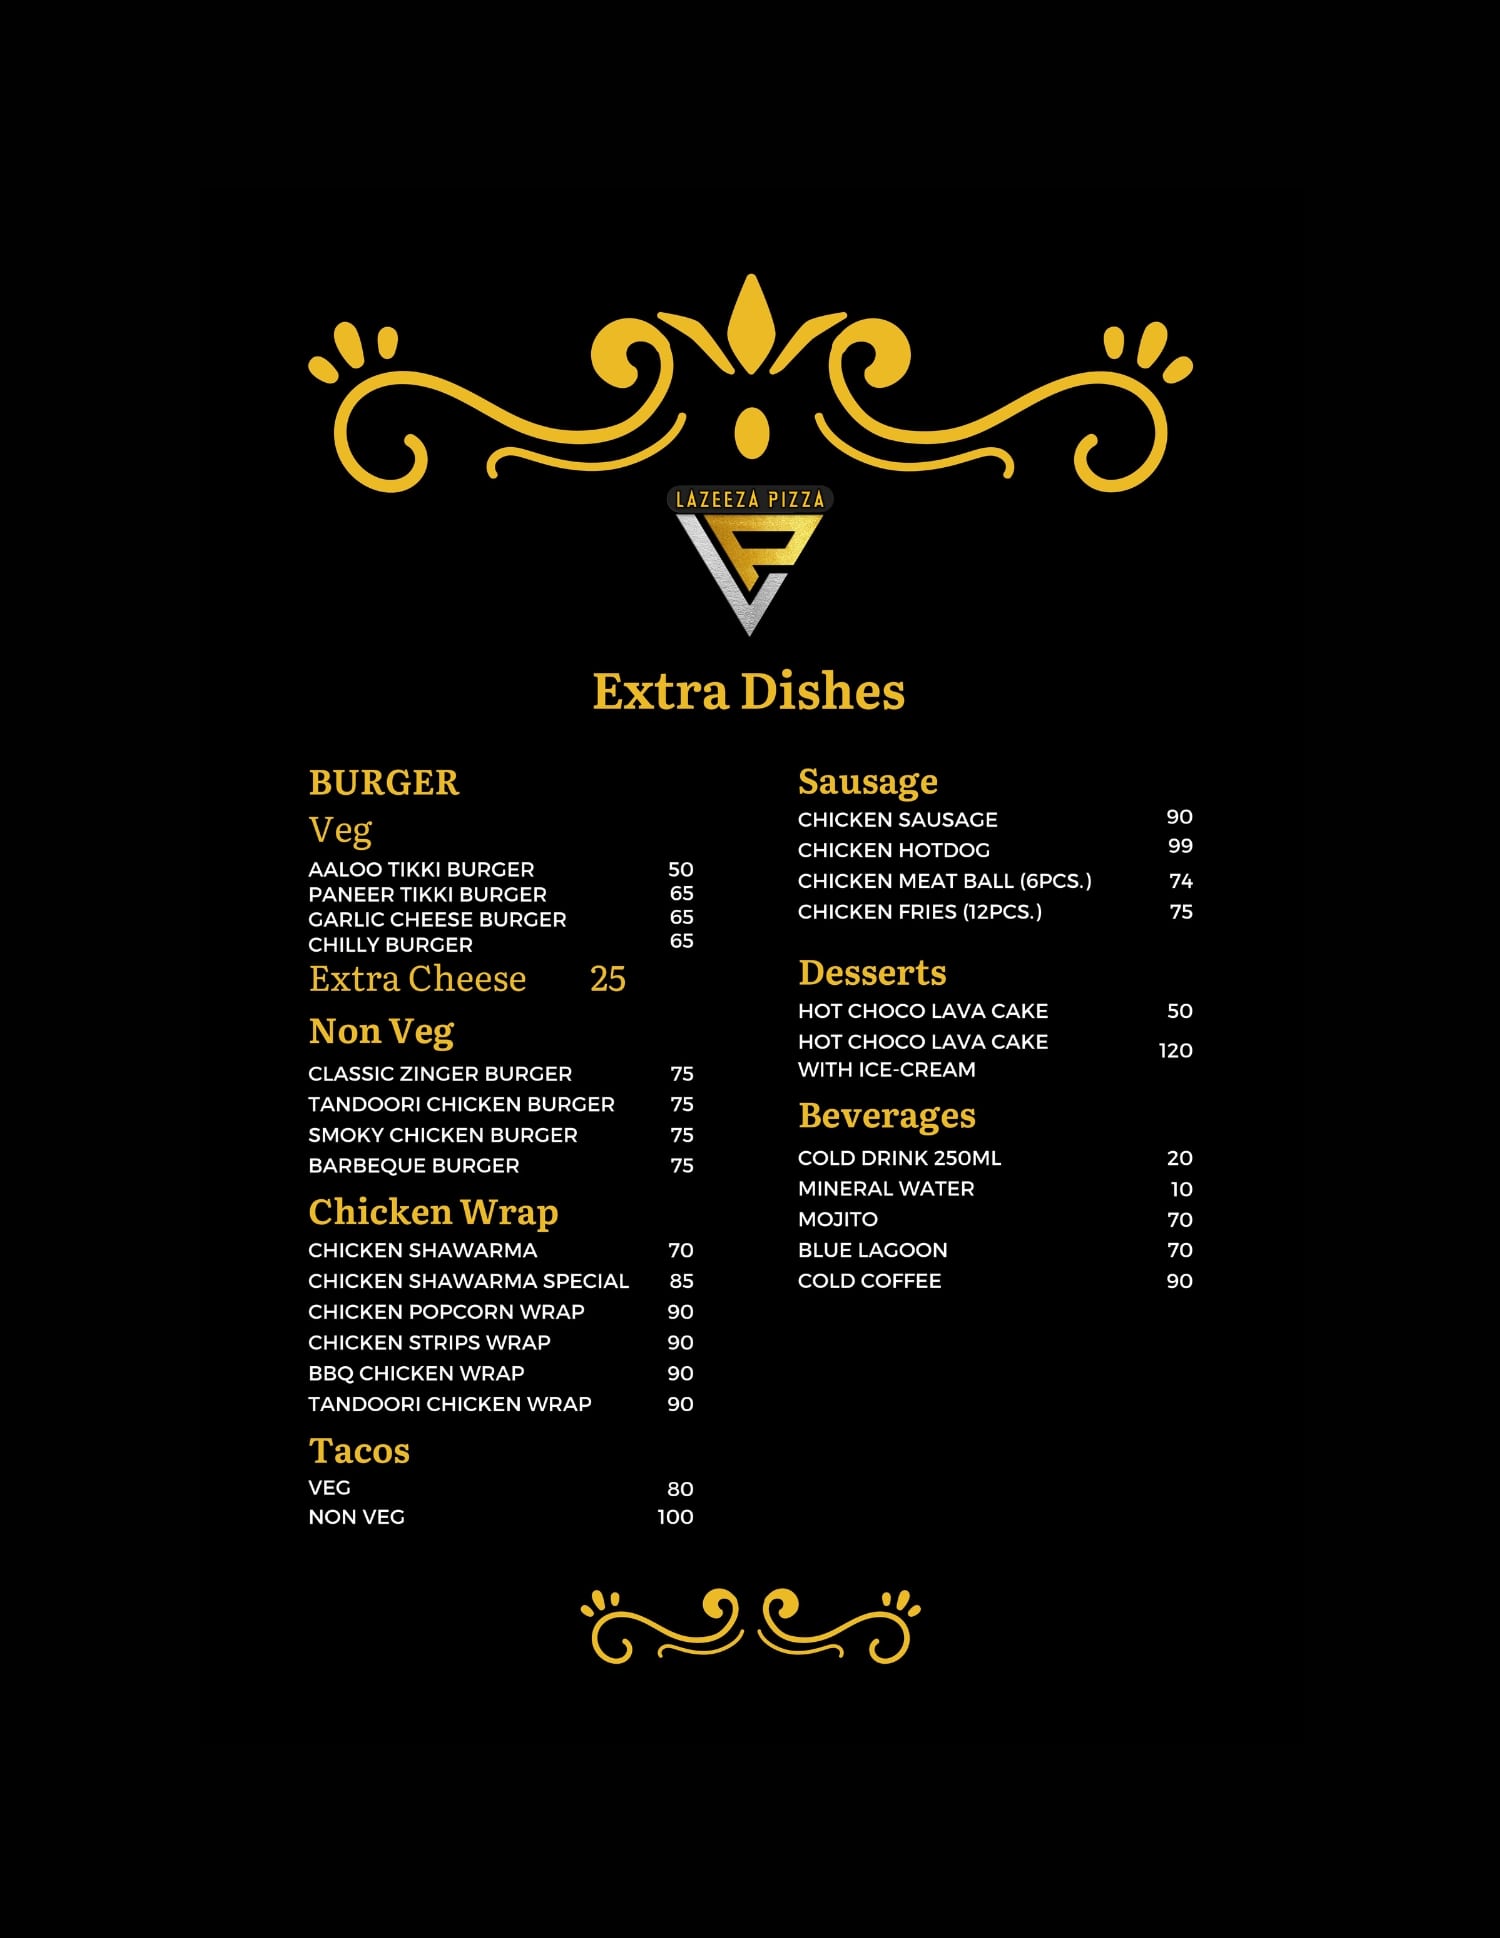 LAZEEZA PIZZA
Extra Dishes
BURGER
Veg
AALOO TIKKI BURGER 50
PANEER TIKKI BURGER 65
GARLIC CHEESE BURGER 65
CHILLY BURGER 65
Extra Cheese 25
Non Veg
CLASSIC ZINGER BURGER 75
TANDOORI CHICKEN BURGER 75
SMOKY CHICKEN BURGER 75
BARBEQUE BURGER 75
Chicken Wrap
CHICKEN SHAWARMA 70
CHICKEN SHAWARMA SPECIAL 85
CHICKEN POPCORN WRAP 90
CHICKEN STRIPS WRAP 90
BBQ CHICKEN WRAP 90
TANDOORI CHICKEN WRAP 90
Tacos
VEG 80
NON VEG 100
Sausage
CHICKEN SAUSAGE 90
CHICKEN HOTDOG 99
CHICKEN MEAT BALL (6PCS.) 74
CHICKEN FRIES (12PCS.) 75
Desserts
HOT CHOCO LAVA CAKE 50
HOT CHOCO LAVA CAKE 120
WITH ICE-CREAM
Beverages
COLD DRINK 250ML 20
MINERAL WATER 10
MOJITO 70
BLUE LAGOON 70
COLD COFFEE 90